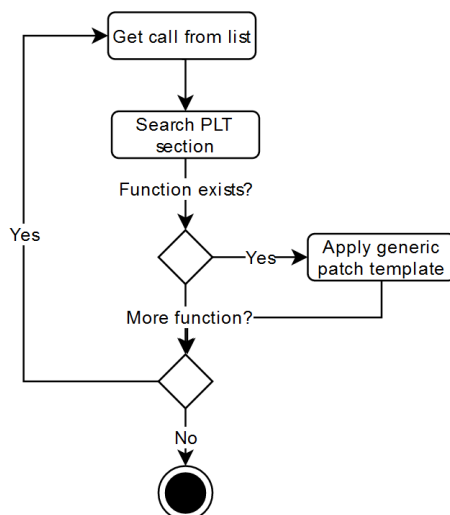 Get call from list
Search PLT
section
Function exists?
Yes
Yes
Apply generic
patch template
More function?
No